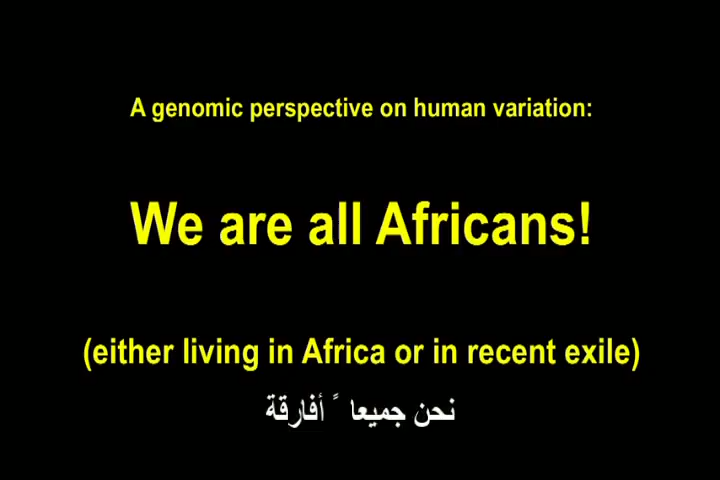 A genomic perspective on human variation:
We are all Africans!
(either living in Africa or in recent exile)
نحن جميعا ً أفارقة